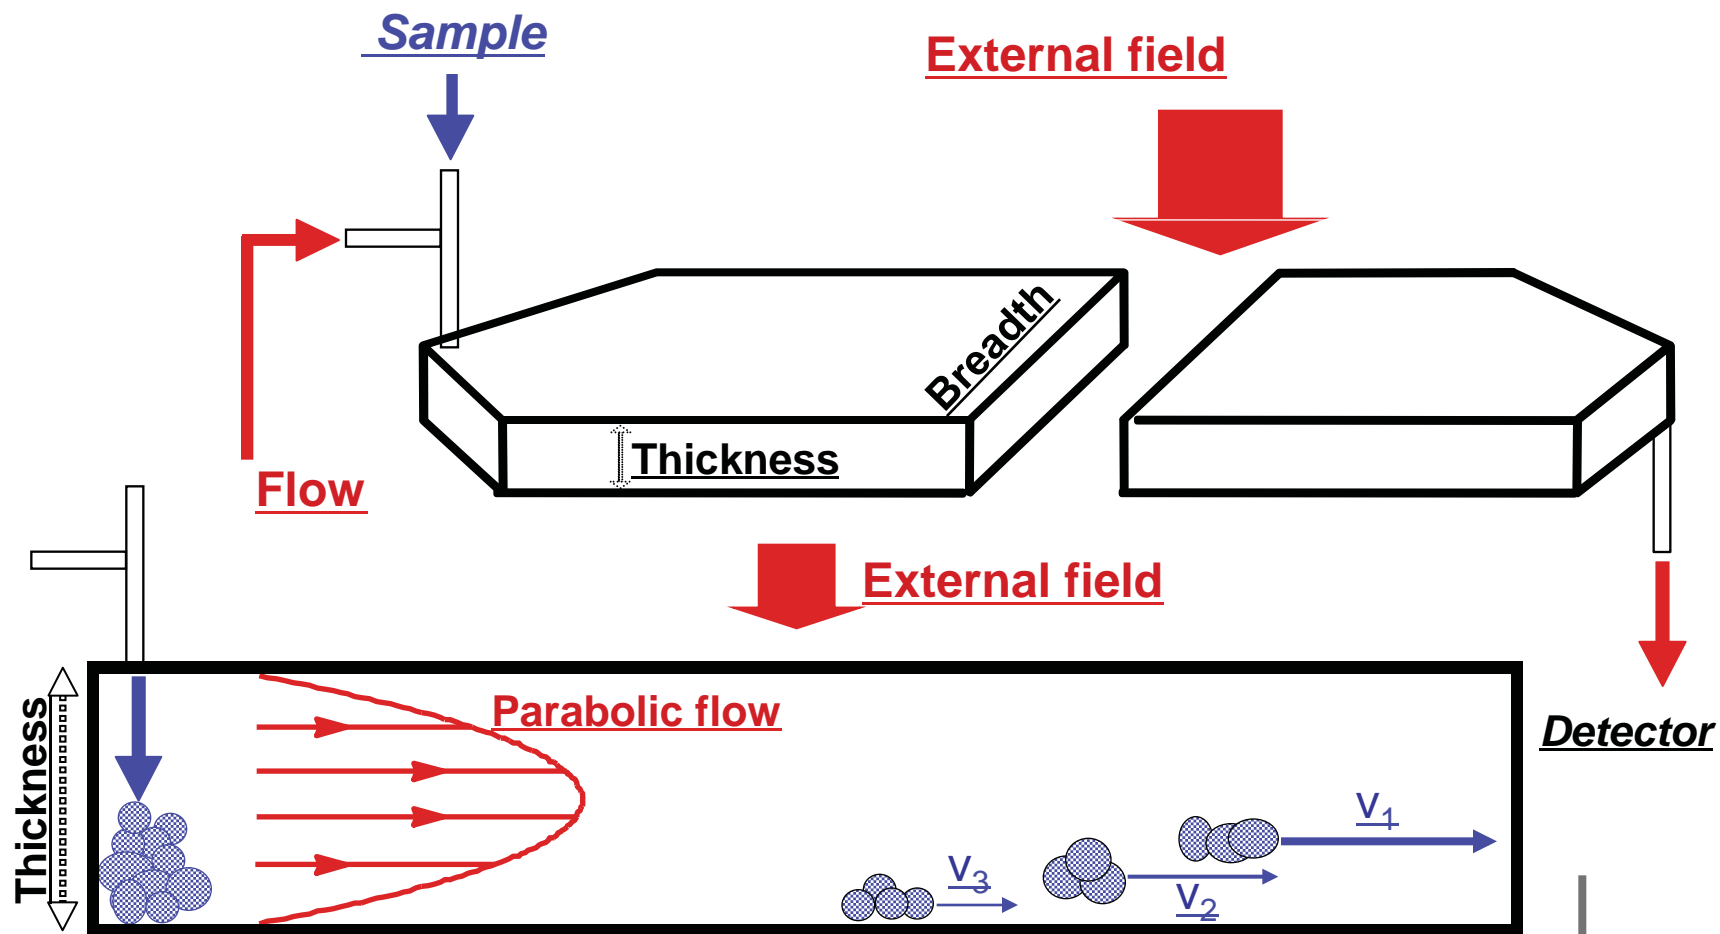 Sample
External field
Breadth
Thickness
Flow
External field
Thickness
Parabolic flow
Detector
v1
v3
v2